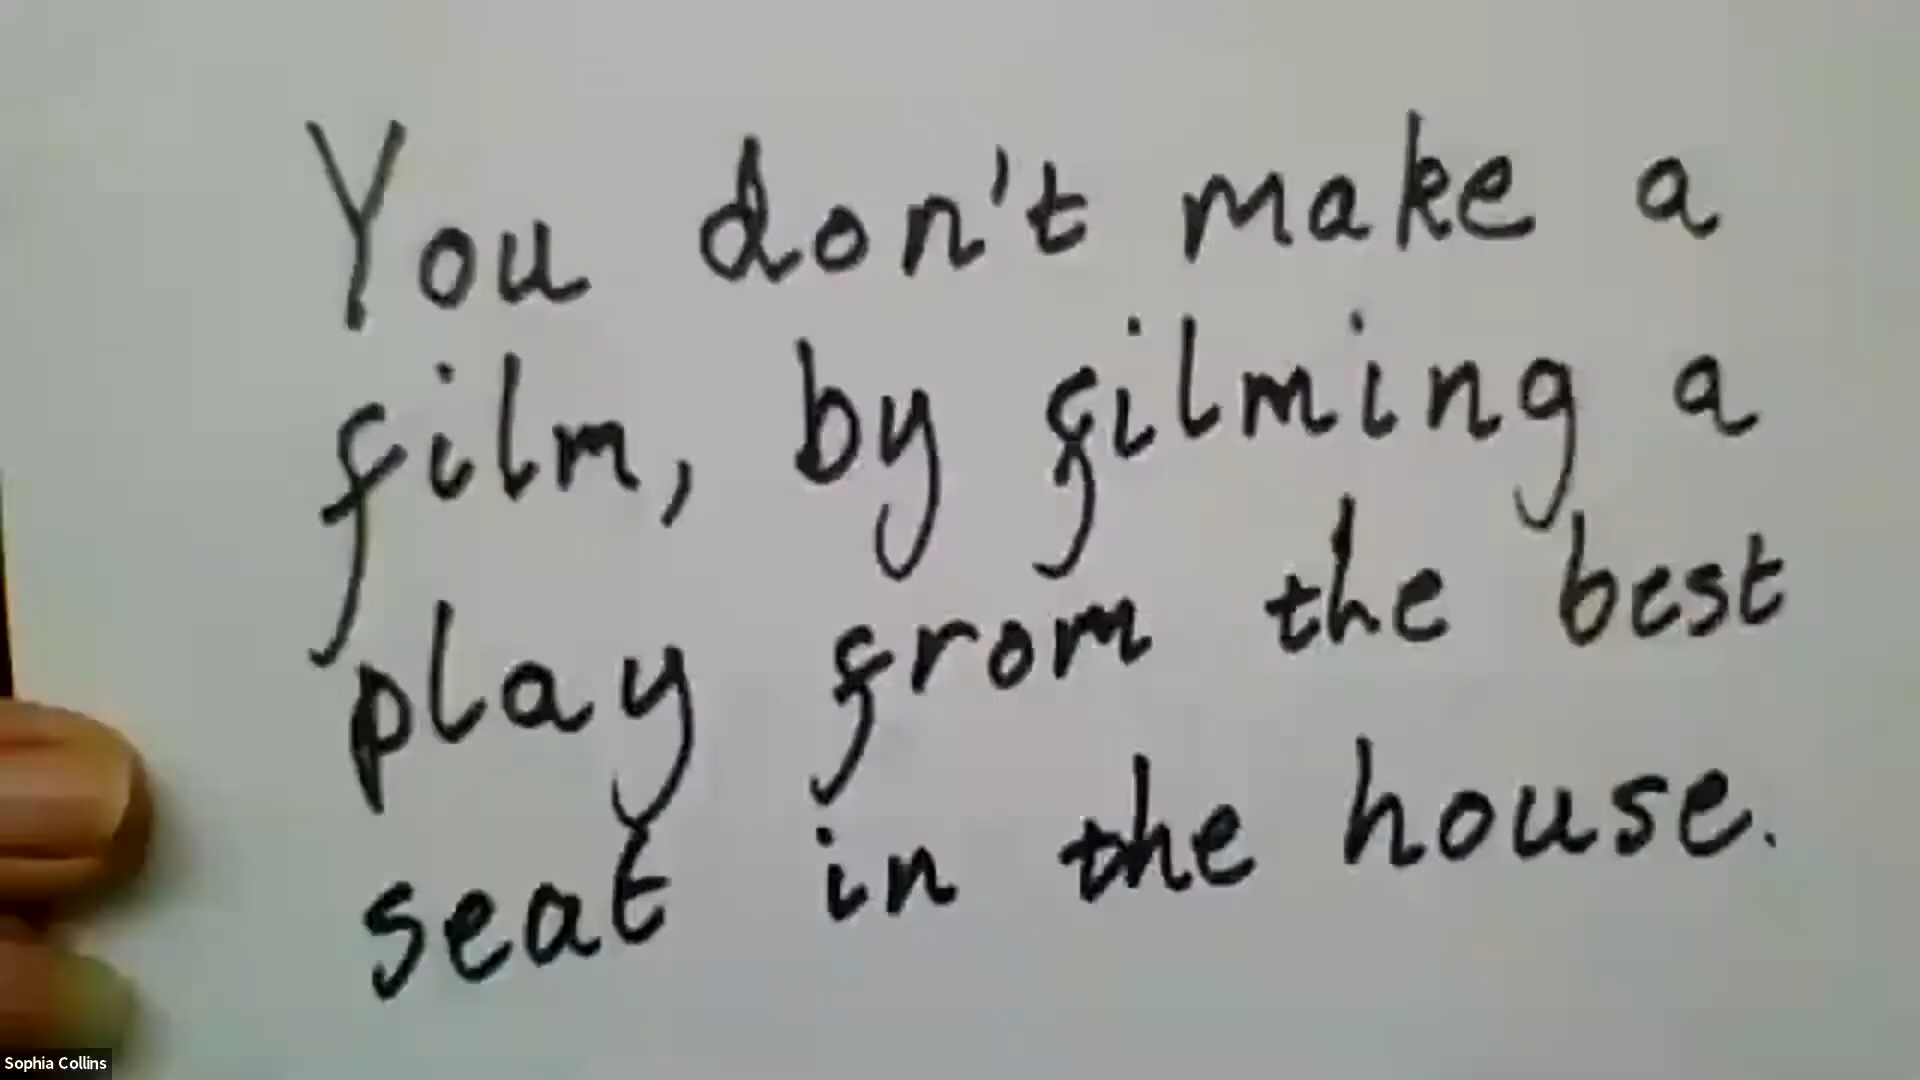 You don't make a
film, by filming a
play from the best
seat in the house.
Sophia Collins